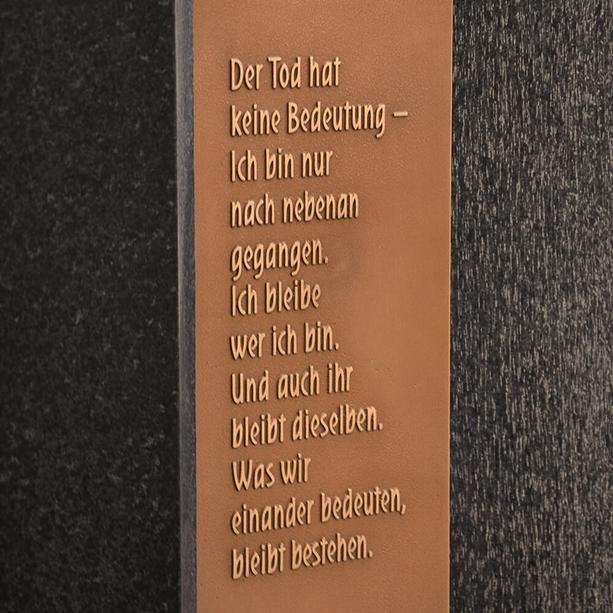 Der Tod hat
keine Bedeutung –
Ich bin nur
nach nebenan
gegangen.
Ich bleibe
wer ich bin.
Und auch ihr
bleibt dieselben.
Was wir
einander bedeuten,
bleibt bestehen.